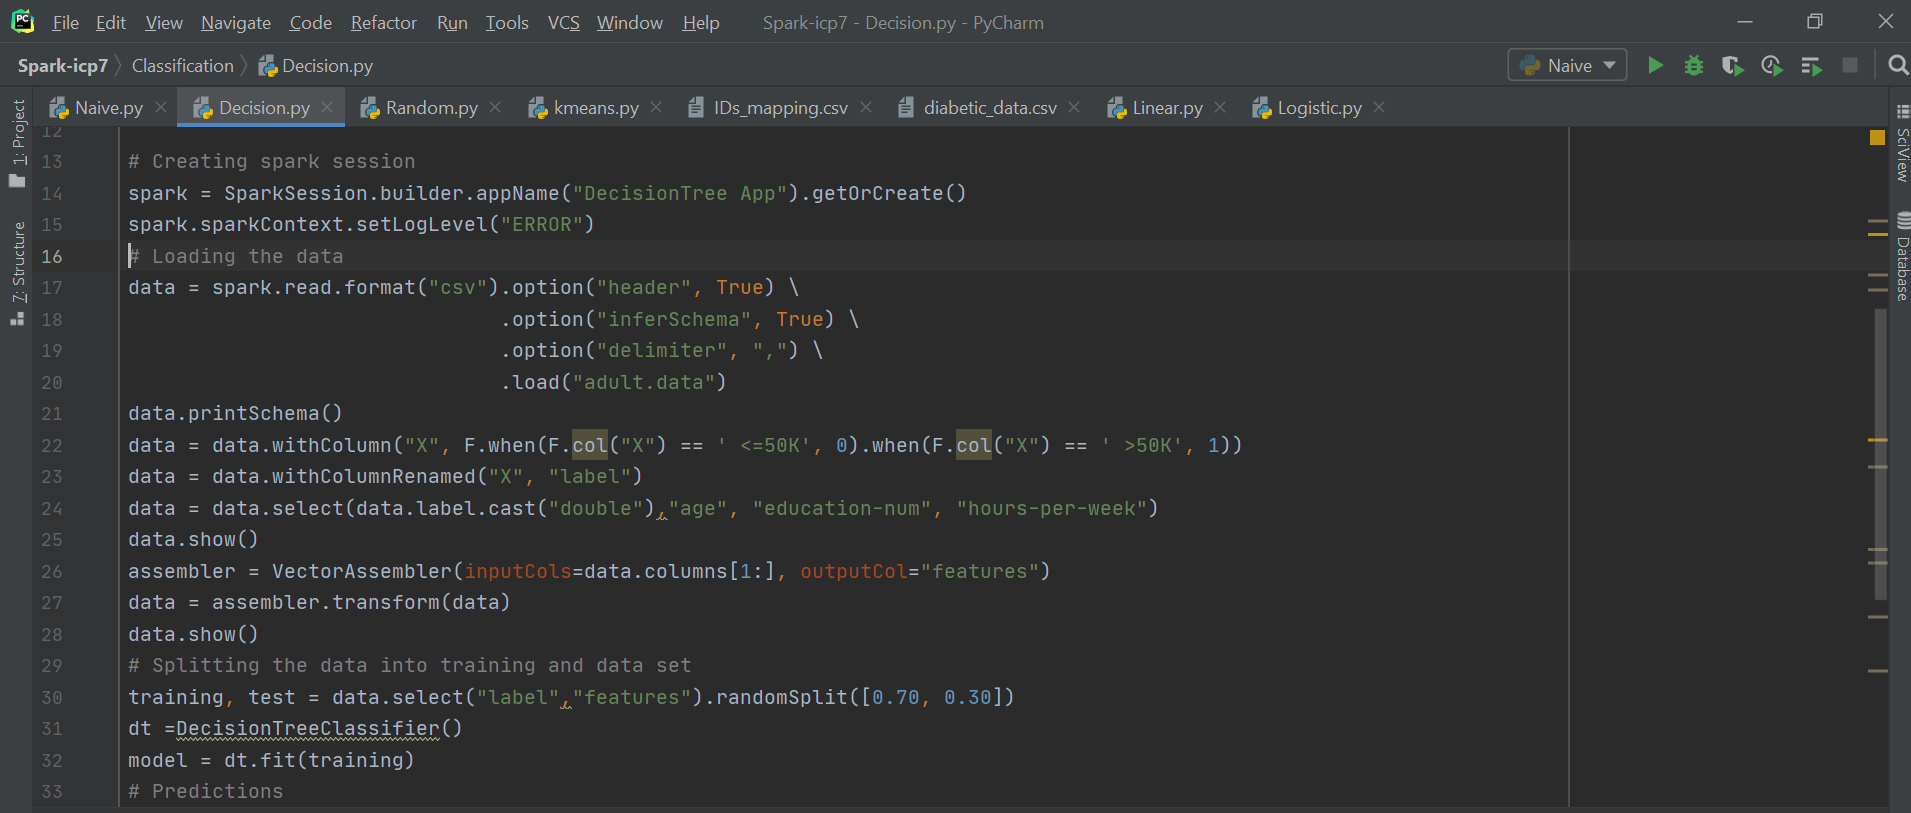 PC File Edit View Navigate Code Refactor Run Tools VCS Window Help Spark-icp7 - Decision.py - PyCharm
Spark-icp7 Classification Decision.py Naive
Naive.py Decision.py Random.py kmeans.py IDs_mapping.csv diabetic_data.csv Linear.py Logistic.py
1: Project
7: Structure
12
13 # Creating spark session
14 spark = SparkSession.builder.appName("DecisionTree App").getOrCreate()
15 spark.sparkContext.setLogLevel("ERROR")
16 # Loading the data
17 data = spark.read.format("csv").option("header", True) \
18 .option("inferSchema", True) \
19 .option("delimiter", ",") \
20 .load("adult.data")
21 data.printSchema()
22 data = data.withColumn("X", F.when(F.col("X") == ' <=50K', 0).when(F.col("X") == ' >50K', 1))
23 data = data.withColumnRenamed("X", "label")
24 data = data.select(data.label.cast("double"),"age", "education-num", "hours-per-week")
25 data.show()
26 assembler = VectorAssembler(inputCols=data.columns[1:], outputCol="features")
27 data = assembler.transform(data)
28 data.show()
29 # Splitting the data into training and data set
30 training, test = data.select("label","features").randomSplit([0.70, 0.30])
31 dt =DecisionTreeClassifier()
32 model = dt.fit(training)
33 # Predictions
SciView
Database